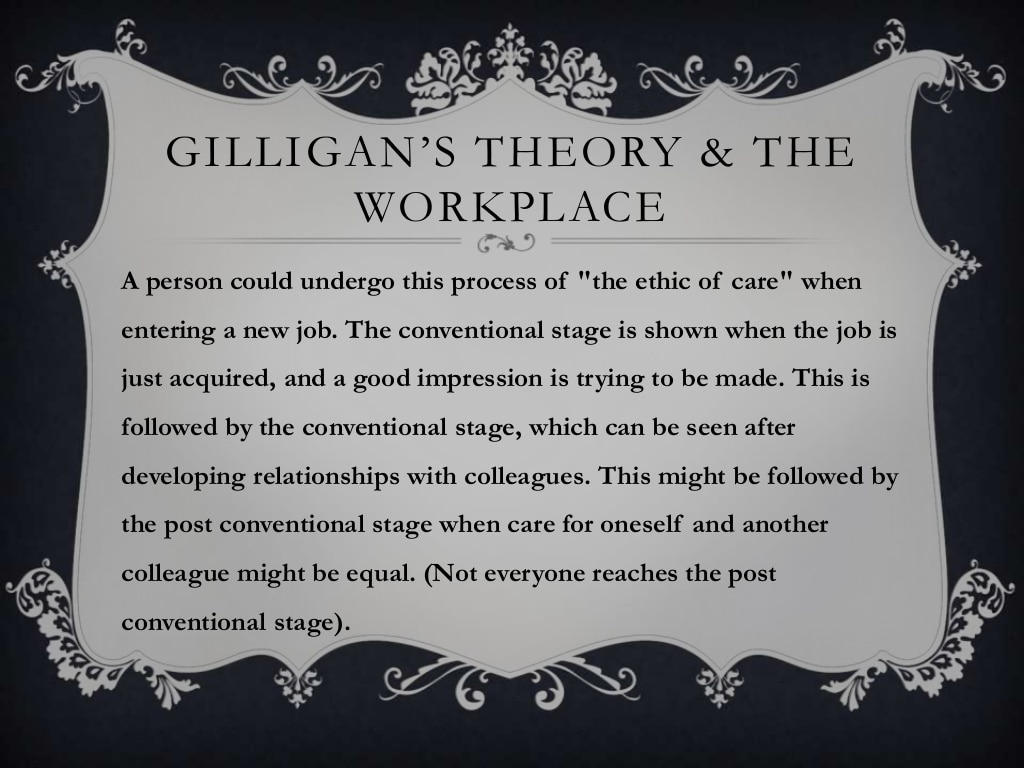 GILLIGAN’S THEORY & THE
WORKPLACE
A person could undergo this process of "the ethic of care" when
entering a new job. The conventional stage is shown when the job is
just acquired, and a good impression is trying to be made. This is
followed by the conventional stage, which can be seen after
developing relationships with colleagues. This might be followed by
the post conventional stage when care for oneself and another
colleague might be equal. (Not everyone reaches the post
conventional stage).